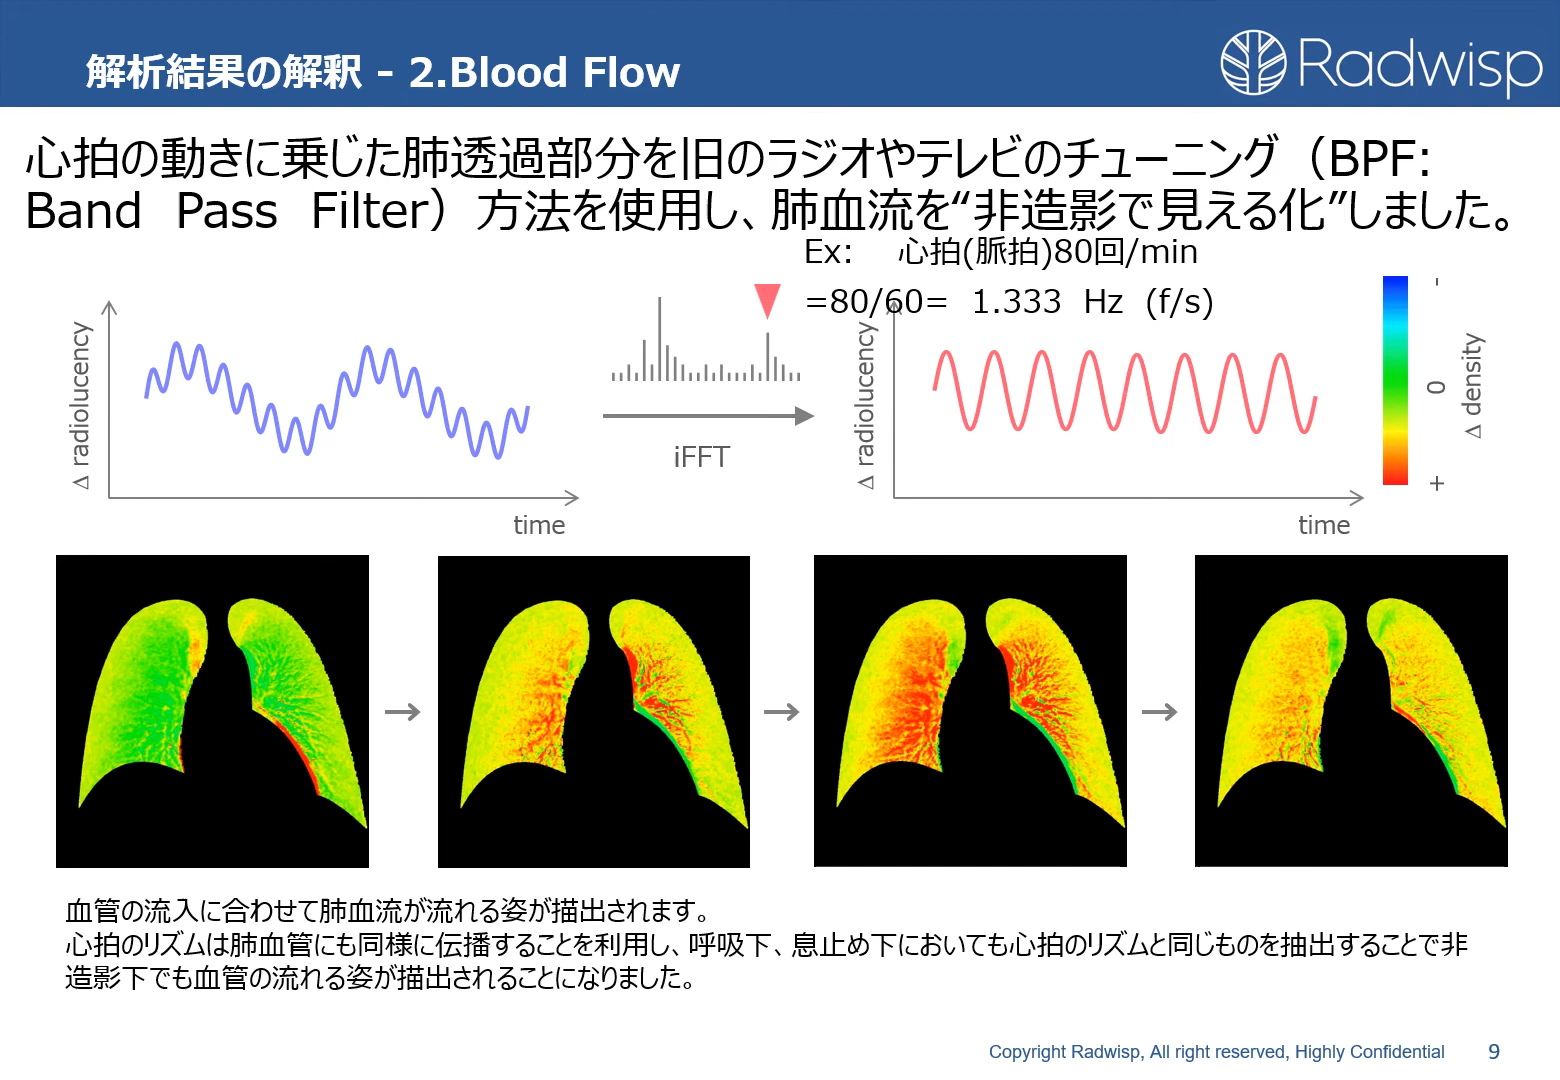 解析結果の解釈 - 2.Blood Flow
Radwisp
心拍の動きに乗じた肺透過部分を旧のラジオやテレビのチューニング（BPF:
Band Pass Filter）方法を使用し、肺血流を“非造影で見える化”しました。
Ex: 心拍(脈拍)80回/min
=80/60= 1.333 Hz (f/s)
Δ radiolucency
time
iFFT
Δ radiolucency
time
-
0
+
Δ density
血管の流入に合わせて肺血流が流れる姿が描出されます。
心拍のリズムは肺血管にも同様に伝播することを利用し、呼吸下、息止め下においても心拍のリズムと同じものを抽出することで非
造影下でも血管の流れる姿が描出されることになりました。
Copyright Radwisp, All right reserved, Highly Confidential
9